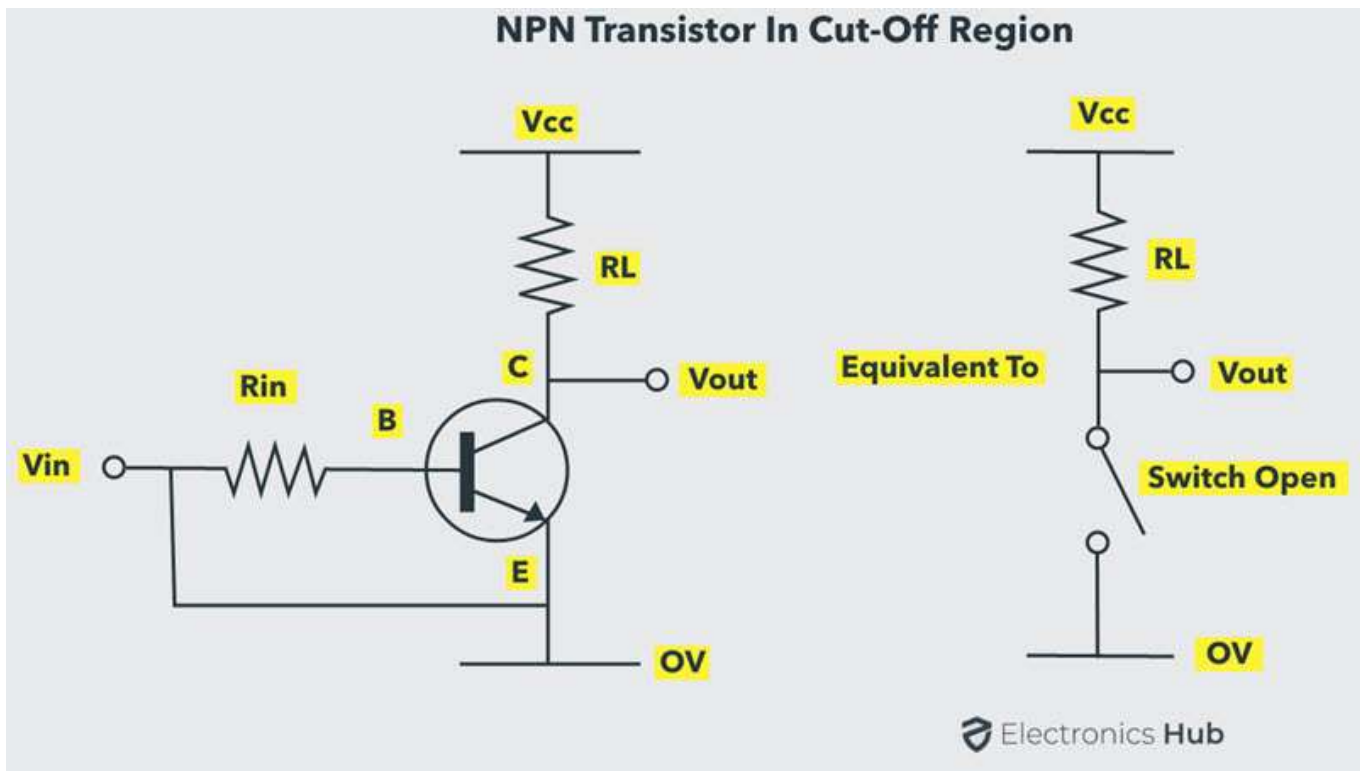 NPN Transistor In Cut-Off Region
Vcc
RL
C
Vout
Rin
B
Vin
E
OV
Vcc
RL
Equivalent To
Vout
Switch Open
OV
Electronics Hub